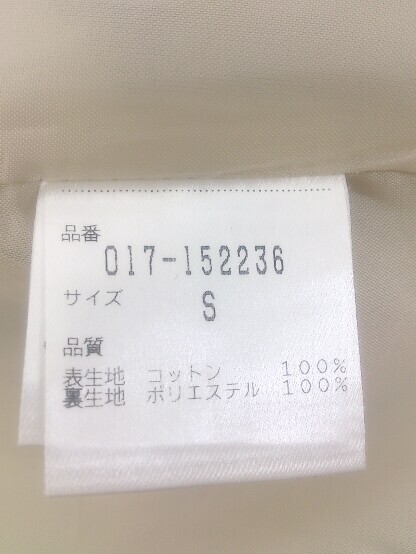 品番
017-152236
サイズ S
品質
表生地 コットン 100%
裏生地 ポリエステル 100%